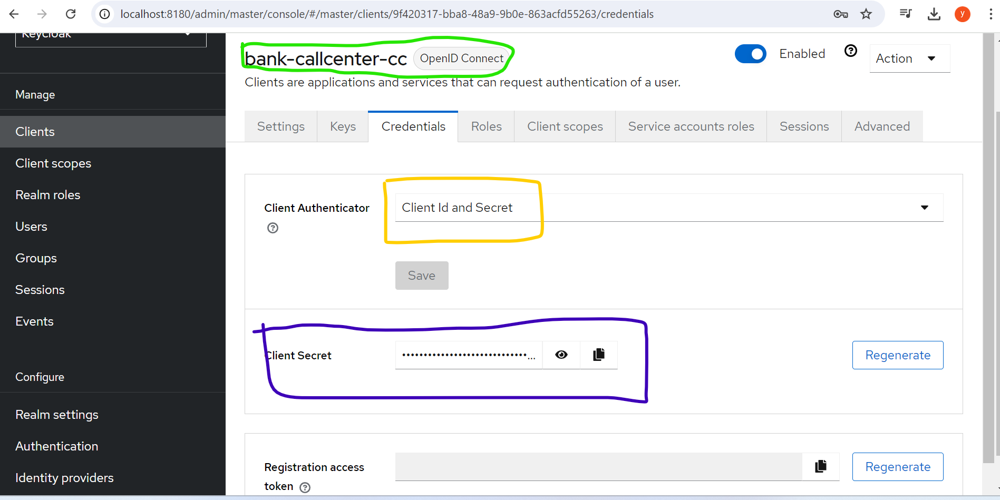 localhost:8180/admin/master/console/#/master/clients/9f420317-bba8-48a9-9b0e-863acfd55263/credentials
y
Keycloak
Manage
Clients
Client scopes
Realm roles
Users
Groups
Sessions
Events
Configure
Realm settings
Authentication
Identity providers
bank-callcenter-cc OpenID Connect
Enabled
Action
Clients are applications and services that can request authentication of a user.
Settings Keys Credentials Roles Client scopes Service accounts roles Sessions Advanced
Client Authenticator
Client Id and Secret
Save
Client Secret
Regenerate
Registration access
token
Regenerate